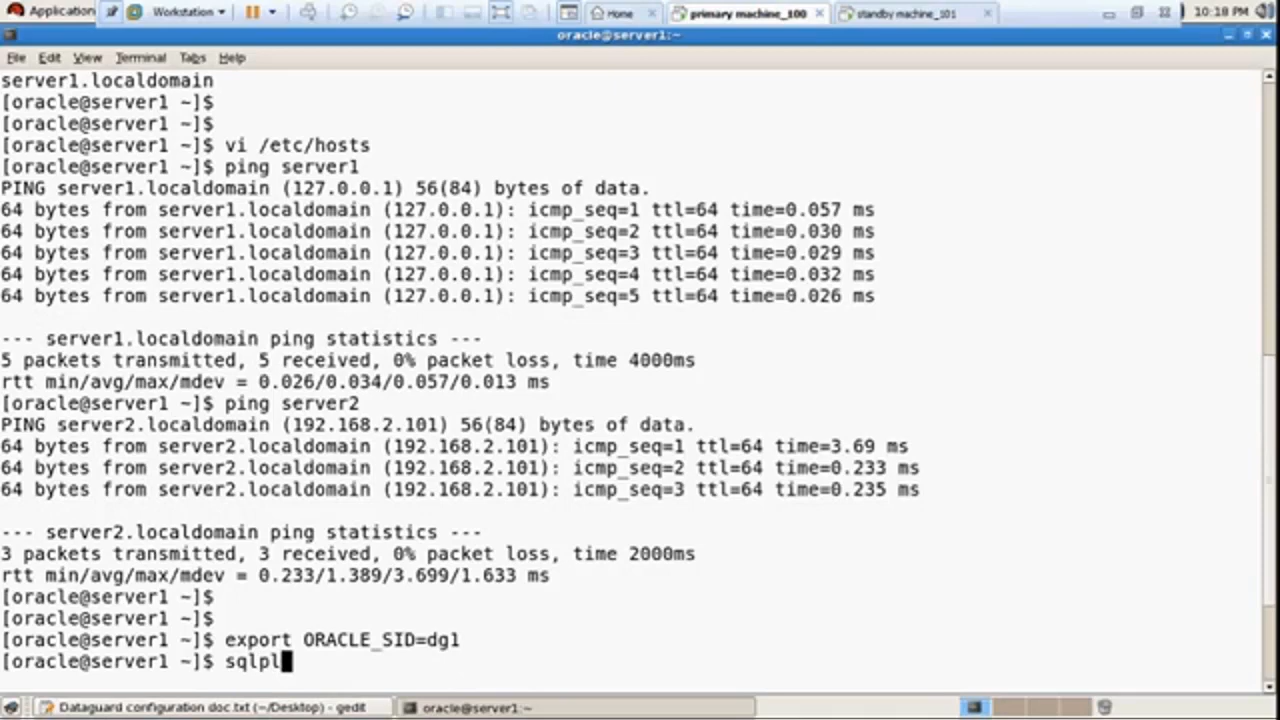 Application Workstation Home primary machine_100 standby machine_101 10:18 PM
oracle@server1:~
File Edit View Terminal Tabs Help
server1.localdomain
[oracle@server1 ~]$
[oracle@server1 ~]$
[oracle@server1 ~]$ vi /etc/hosts
[oracle@server1 ~]$ ping server1
PING server1.localdomain (127.0.0.1) 56(84) bytes of data.
64 bytes from server1.localdomain (127.0.0.1): icmp_seq=1 ttl=64 time=0.057 ms
64 bytes from server1.localdomain (127.0.0.1): icmp_seq=2 ttl=64 time=0.030 ms
64 bytes from server1.localdomain (127.0.0.1): icmp_seq=3 ttl=64 time=0.029 ms
64 bytes from server1.localdomain (127.0.0.1): icmp_seq=4 ttl=64 time=0.032 ms
64 bytes from server1.localdomain (127.0.0.1): icmp_seq=5 ttl=64 time=0.026 ms
--- server1.localdomain ping statistics ---
5 packets transmitted, 5 received, 0% packet loss, time 4000ms
rtt min/avg/max/mdev = 0.026/0.034/0.057/0.013 ms
[oracle@server1 ~]$ ping server2
PING server2.localdomain (192.168.2.101) 56(84) bytes of data.
64 bytes from server2.localdomain (192.168.2.101): icmp_seq=1 ttl=64 time=3.69 ms
64 bytes from server2.localdomain (192.168.2.101): icmp_seq=2 ttl=64 time=0.233 ms
64 bytes from server2.localdomain (192.168.2.101): icmp_seq=3 ttl=64 time=0.235 ms
--- server2.localdomain ping statistics ---
3 packets transmitted, 3 received, 0% packet loss, time 2000ms
rtt min/avg/max/mdev = 0.233/1.389/3.699/1.633 ms
[oracle@server1 ~]$
[oracle@server1 ~]$
[oracle@server1 ~]$ export ORACLE_SID=dg1
[oracle@server1 ~]$ sqlpl
Dataguard configuration doc.txt (~/Desktop) - gedit oracle@server1:~